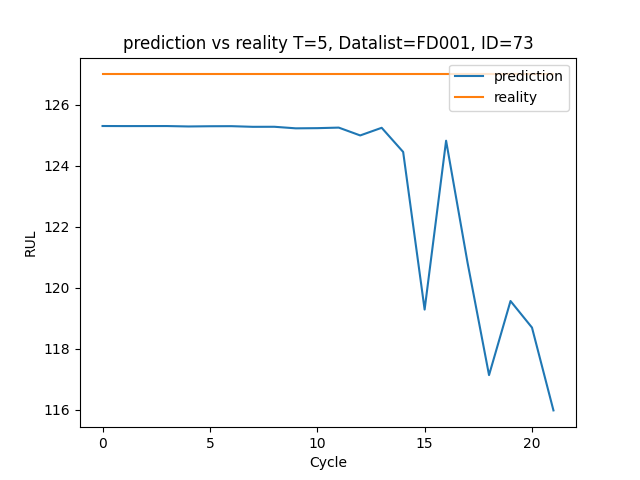 prediction vs reality T=5, Datalist=FD001, ID=73
prediction
reality
126
124
122
120
118
116
RUL
0 5 10 15 20
Cycle